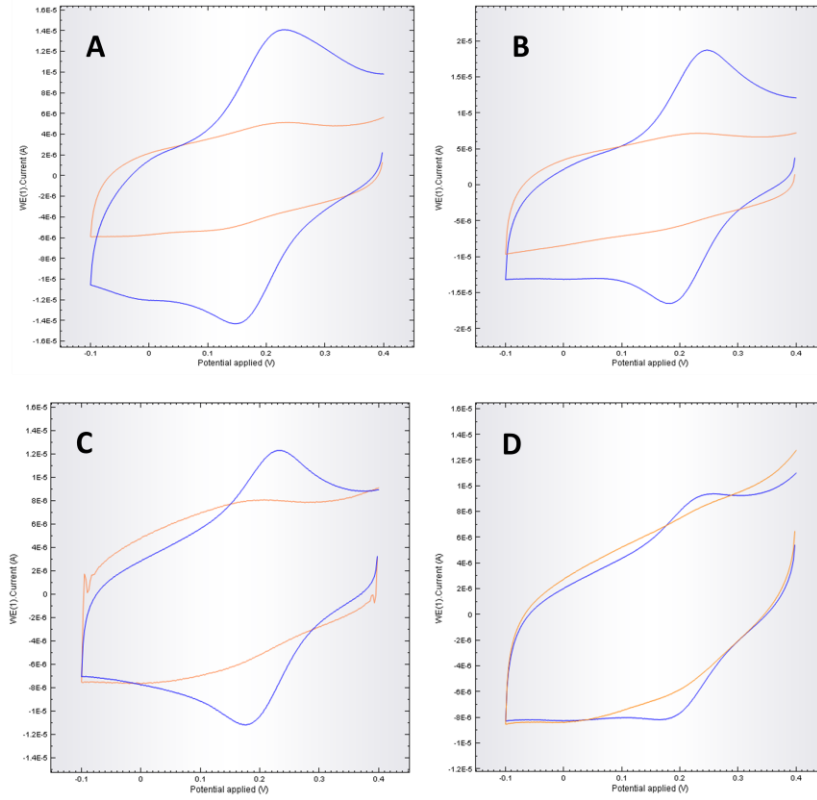 A
1.6E-5
1.4E-5
1.2E-5
1E-5
8E-6
6E-6
4E-6
2E-6
0
-2E-6
-4E-6
-6E-6
-8E-6
-1E-5
-1.2E-5
-1.4E-5
-1.6E-5
WE(1).Current (A)
-0.1 0 0.1 0.2 0.3 0.4
Potential applied (V)
B
2E-5
1.5E-5
1E-5
5E-6
0
-5E-6
-1E-5
-1.5E-5
-2E-5
WE(1).Current (A)
-0.1 0 0.1 0.2 0.3 0.4
Potential applied (V)
C
1.6E-5
1.4E-5
1.2E-5
1E-5
8E-6
6E-6
4E-6
2E-6
0
-2E-6
-4E-6
-6E-6
-8E-6
-1E-5
-1.2E-5
-1.4E-5
WE(1).Current (A)
-0.1 0 0.1 0.2 0.3 0.4
Potential applied (V)
D
1.6E-5
1.4E-5
1.2E-5
1E-5
8E-6
6E-6
4E-6
2E-6
0
-2E-6
-4E-6
-6E-6
-8E-6
-1E-5
-1.2E-5
WE(1).Current (A)
-0.1 0 0.1 0.2 0.3 0.4
Potential applied (V)